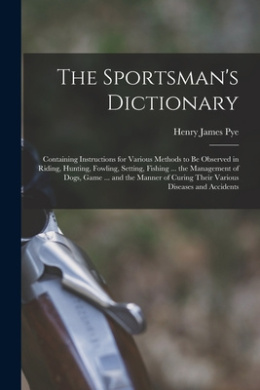 The Sportsman's
Dictionary
Henry James Pye
Containing Instructions for Various Methods to Be Observed in
Riding, Hunting, Fowling, Setting, Fishing ... the Management of
Dogs, Game ... and the Manner of Curing Their Various
Diseases and Accidents